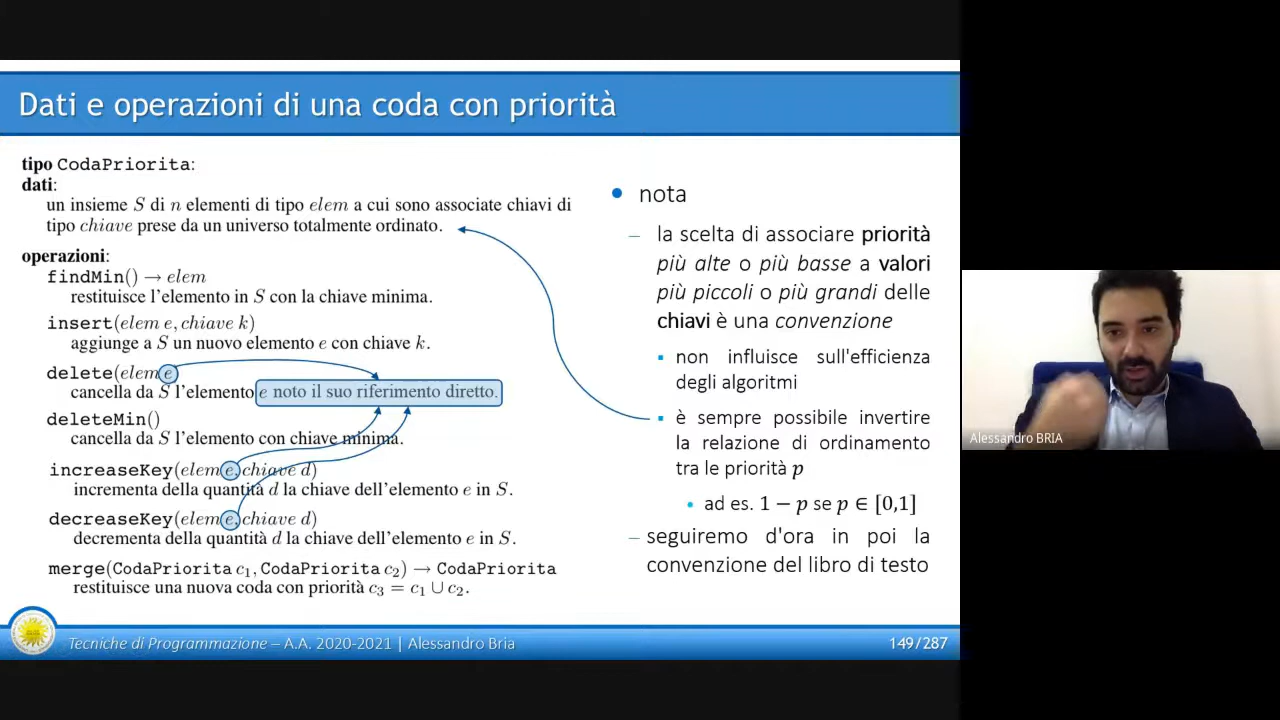 Dati e operazioni di una coda con priorità
tipo CodaPriorita:
dati:
un insieme S di n elementi di tipo elem a cui sono associate chiavi di
tipo chiave prese da un universo totalmente ordinato.
operazioni:
findMin() → elem
restituisce l'elemento in S con la chiave minima.
insert(elem e, chiave k)
aggiunge a S un nuovo elemento e con chiave k.
delete(elem e)
cancella da S l'elemento e noto il suo riferimento diretto.
deleteMin()
cancella da S l'elemento con chiave minima.
increaseKey(elem e, chiave d)
incrementa della quantità d la chiave dell'elemento e in S.
decreaseKey(elem e, chiave d)
decrementa della quantità d la chiave dell'elemento e in S.
merge(CodaPriorita c₁, CodaPriorita c₂) → CodaPriorita
restituisce una nuova coda con priorità c₃ = c₁ ∪ c₂.
• nota
– la scelta di associare priorità
più alte o più basse a valori
più piccoli o più grandi delle
chiavi è una convenzione
▪ non influisce sull'efficienza
degli algoritmi
▪ è sempre possibile invertire
la relazione di ordinamento
tra le priorità p
• ad es. 1 − p se p ∈ [0,1]
– seguiremo d'ora in poi la
convenzione del libro di testo
Alessandro BRIA
Tecniche di Programmazione – A.A. 2020-2021 | Alessandro Bria
149/287